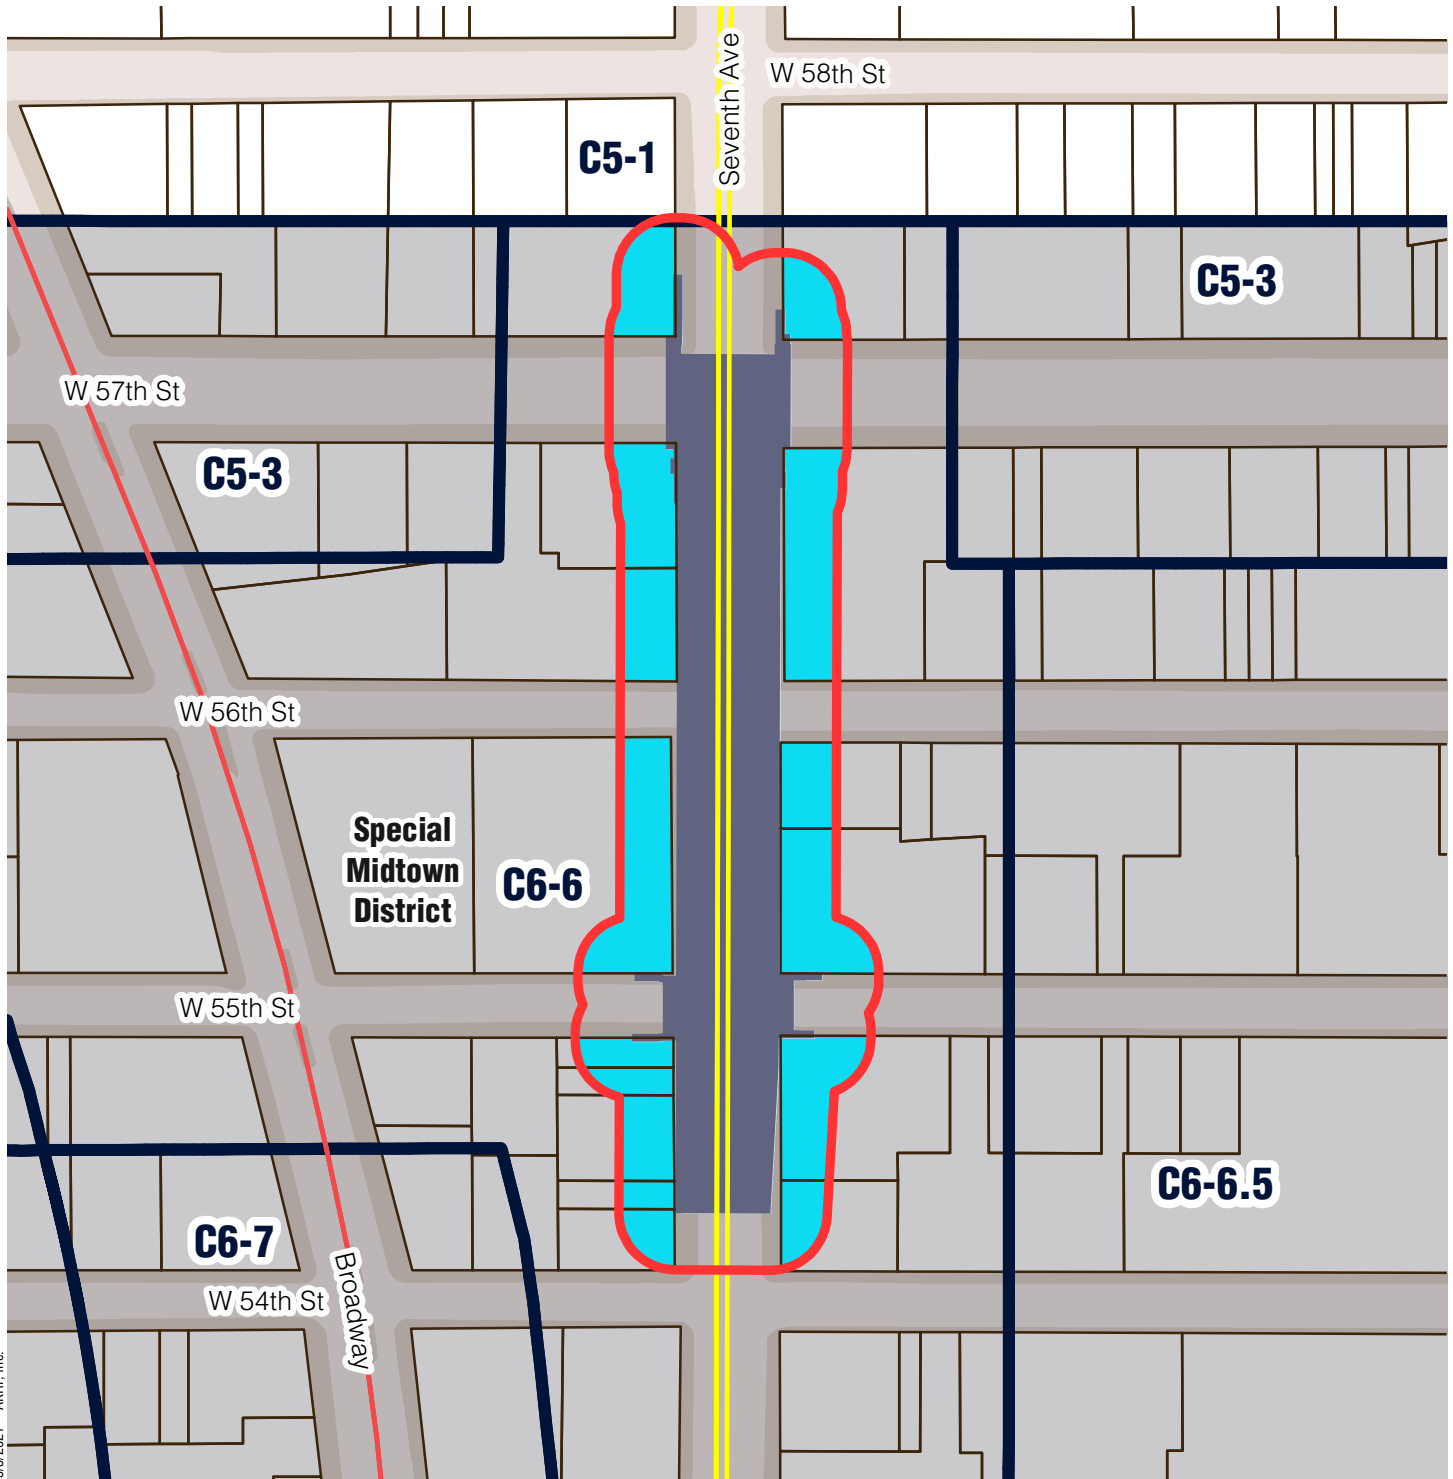 Seventh Ave
W 58th St
C5-1
C5-3
W 57th St
C5-3
W 56th St
Special
Midtown
District
C6-6
W 55th St
C6-6.5
C6-7
Broadway
W 54th St